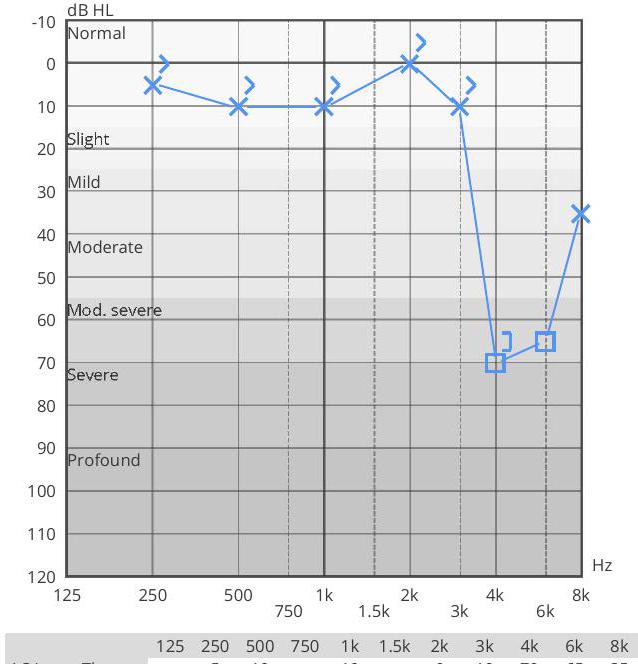 dB HL
-10
Normal
0
10
Slight
20
Mild
30
40
Moderate
50
Mod. severe
60
70
Severe
80
90
Profound
100
110
120
Hz
125 250 500 1k 2k 4k 8k
750 1.5k 3k 6k
125 250 500 750 1k 1.5k 2k 3k 4k 6k 8k